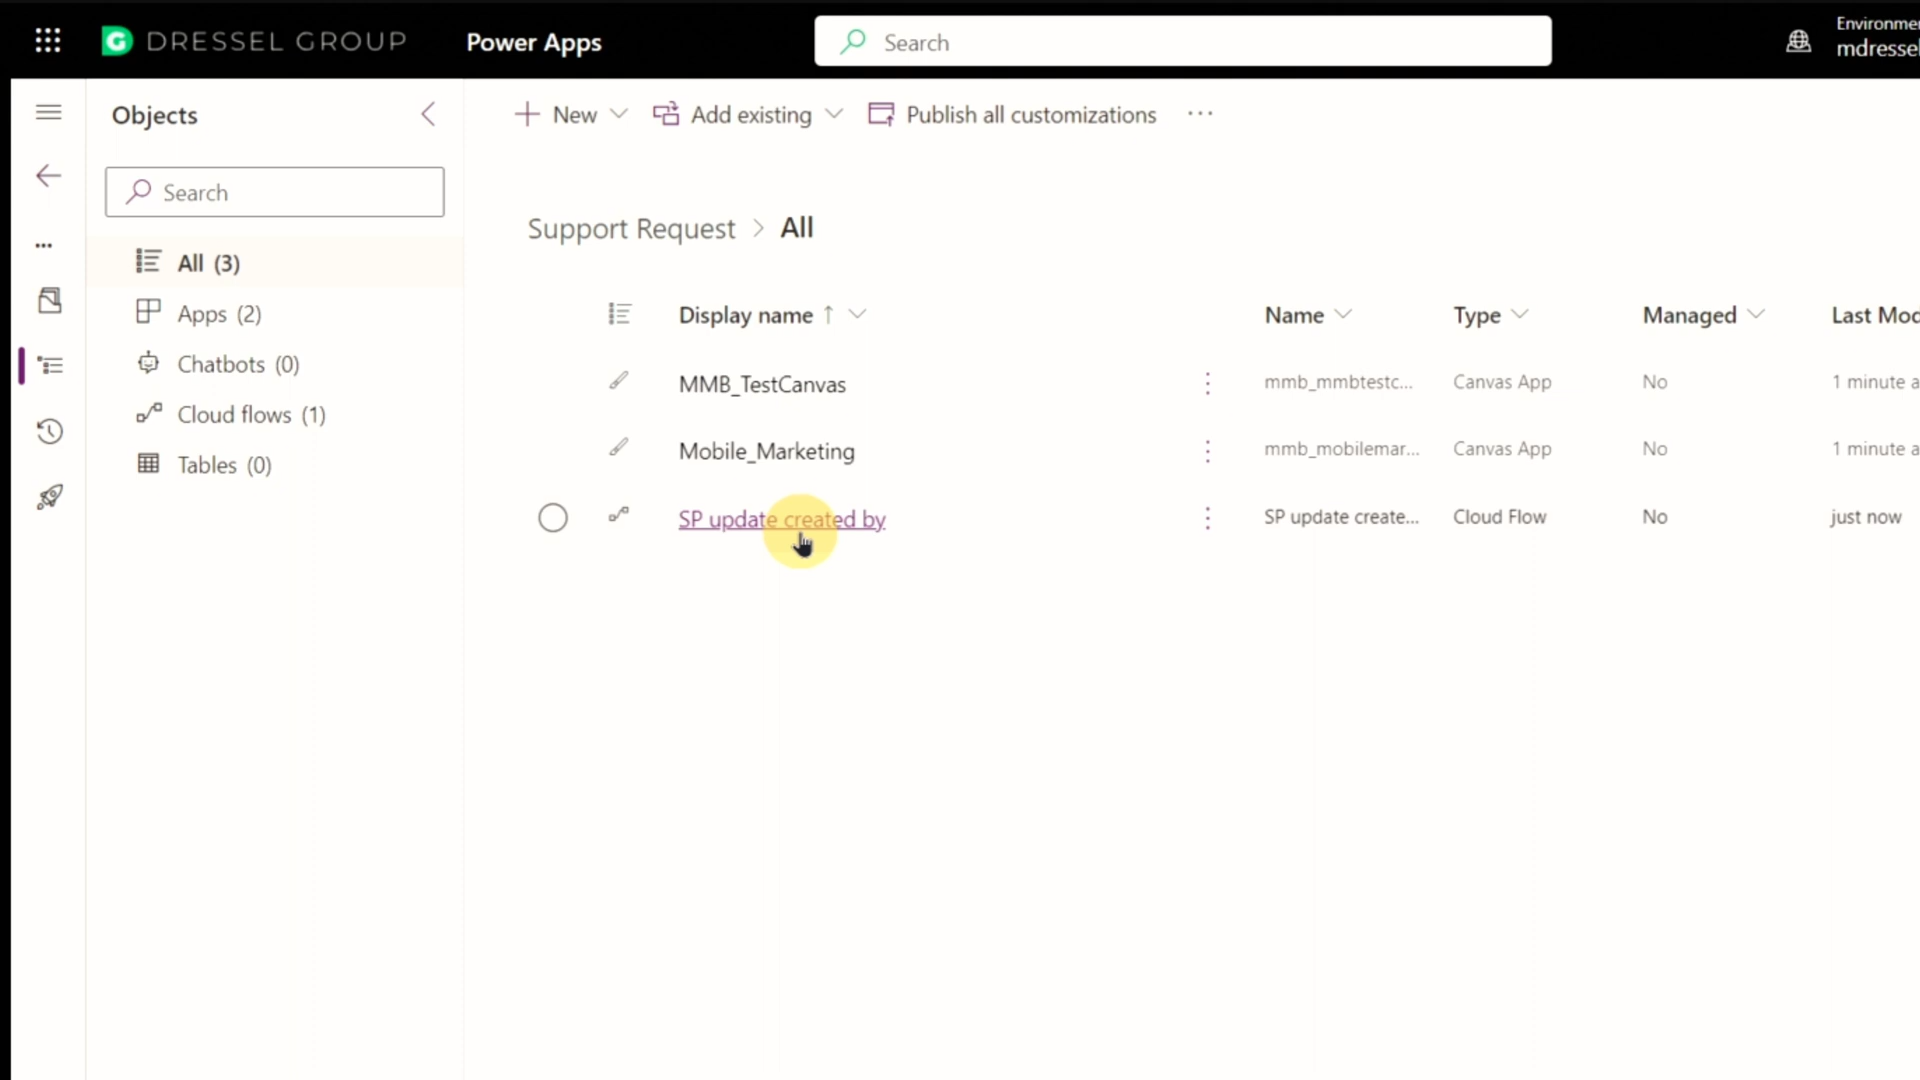 DRESSEL GROUP
Power Apps
Search
Environme
mdressel
Objects
New
Add existing
Publish all customizations
...
Search
All (3)
Apps (2)
Chatbots (0)
Cloud flows (1)
Tables (0)
Support Request > All
Display name ↑ Name Type Managed Last Mod
MMB_TestCanvas mmb_mmbtestc... Canvas App No 1 minute a
Mobile_Marketing mmb_mobilemar... Canvas App No 1 minute a
SP update created by SP update create... Cloud Flow No just now